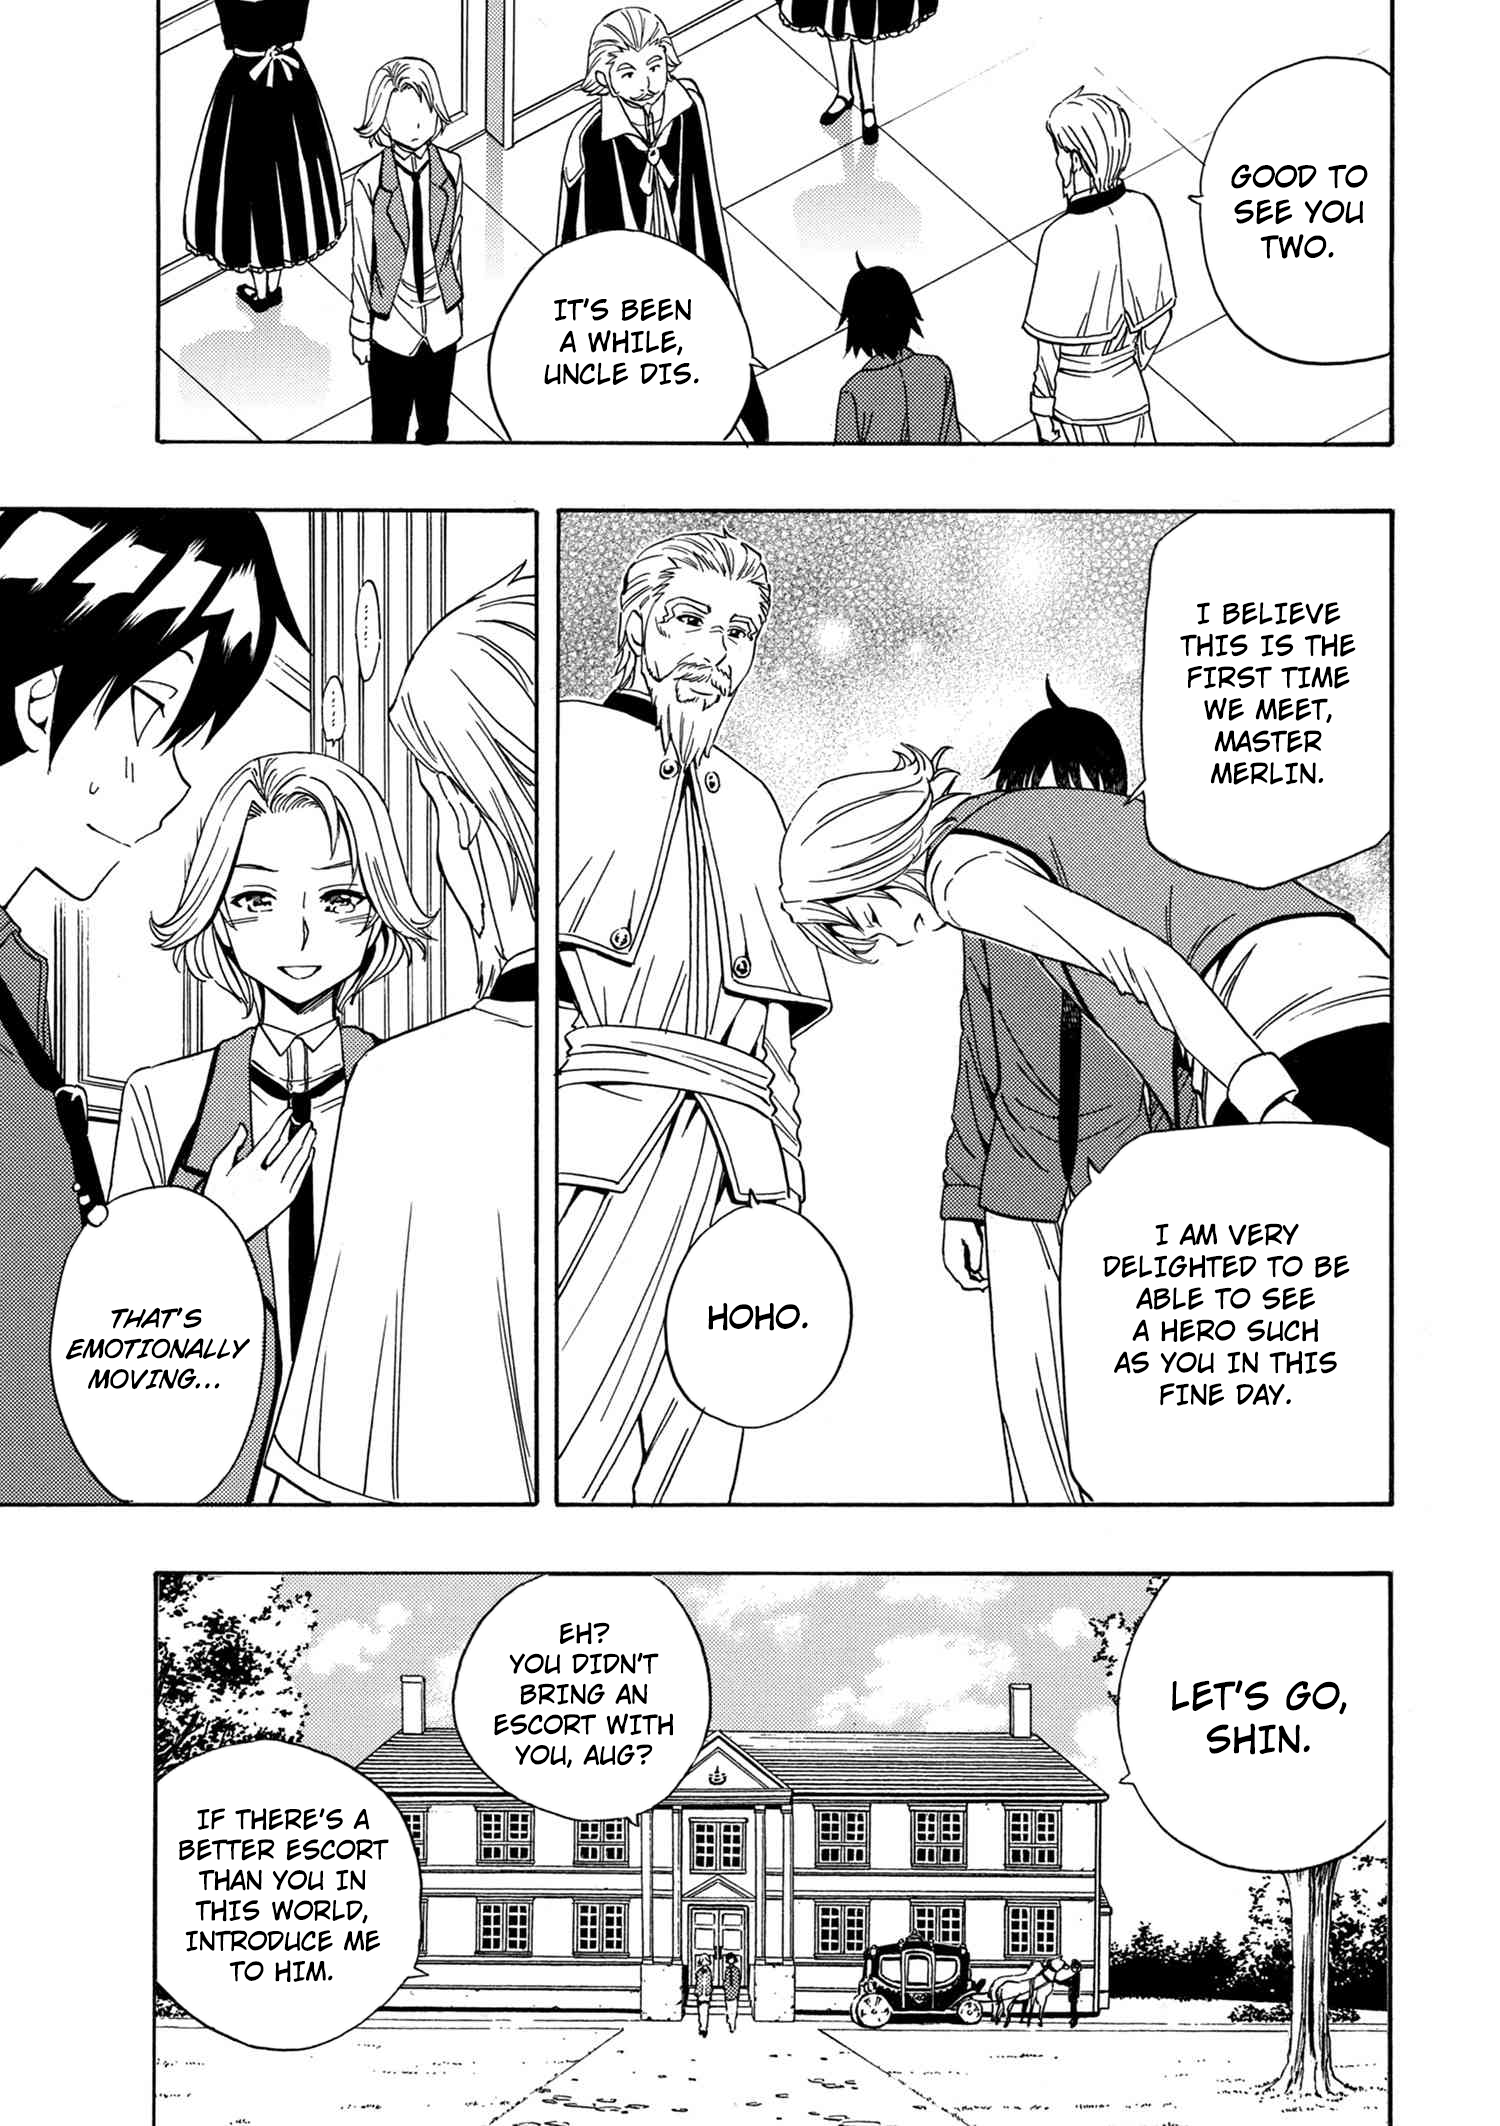 GOOD TO
SEE YOU
TWO.
IT'S BEEN
A WHILE,
UNCLE DIS.
I BELIEVE
THIS IS THE
FIRST TIME
WE MEET,
MASTER
MERLIN.
I AM VERY
DELIGHTED TO BE
ABLE TO SEE
A HERO SUCH
AS YOU IN THIS
FINE DAY.
HOHO.
THAT'S
EMOTIONALLY
MOVING...
LET'S GO,
SHIN.
EH?
YOU DIDN'T
BRING AN
ESCORT WITH
YOU, AUG?
IF THERE'S A
BETTER ESCORT
THAN YOU IN
THIS WORLD,
INTRODUCE ME
TO HIM.